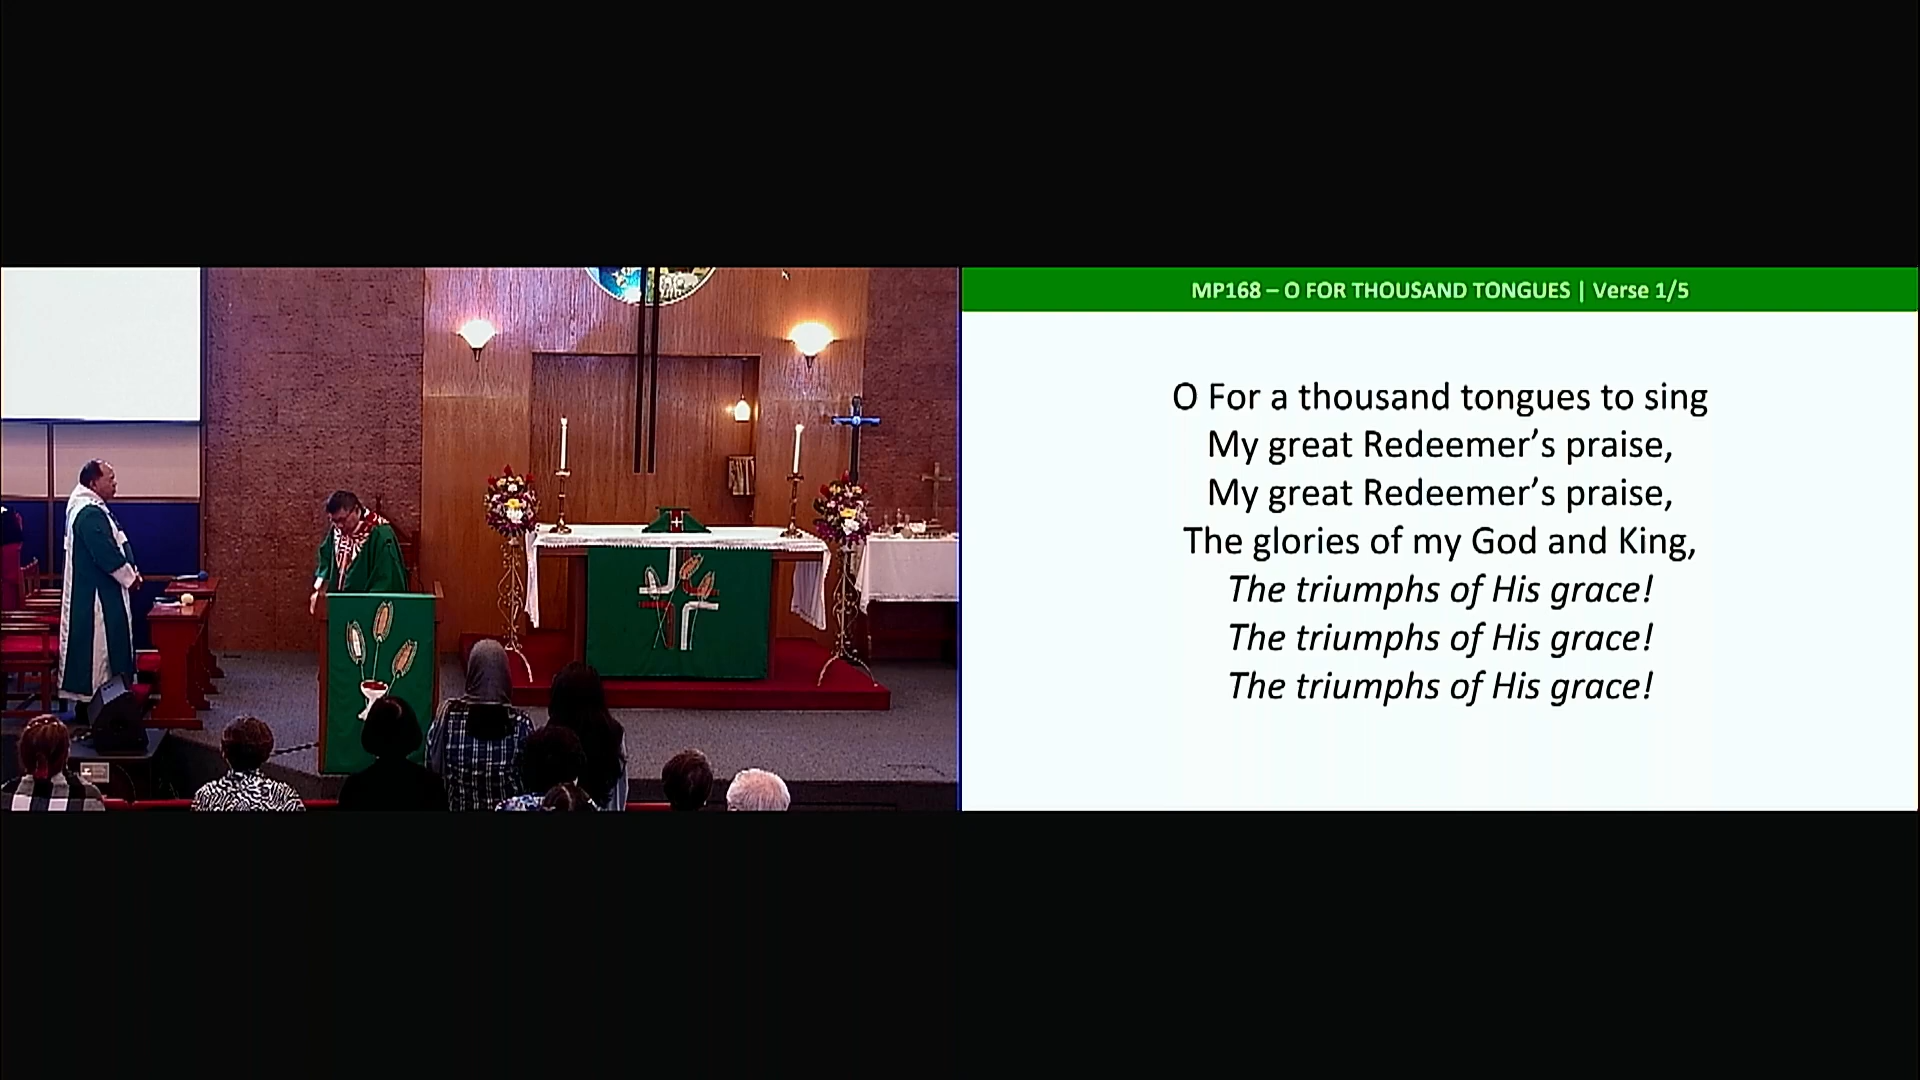 MP168 – O FOR THOUSAND TONGUES | Verse 1/5
O For a thousand tongues to sing
My great Redeemer’s praise,
My great Redeemer’s praise,
The glories of my God and King,
The triumphs of His grace!
The triumphs of His grace!
The triumphs of His grace!